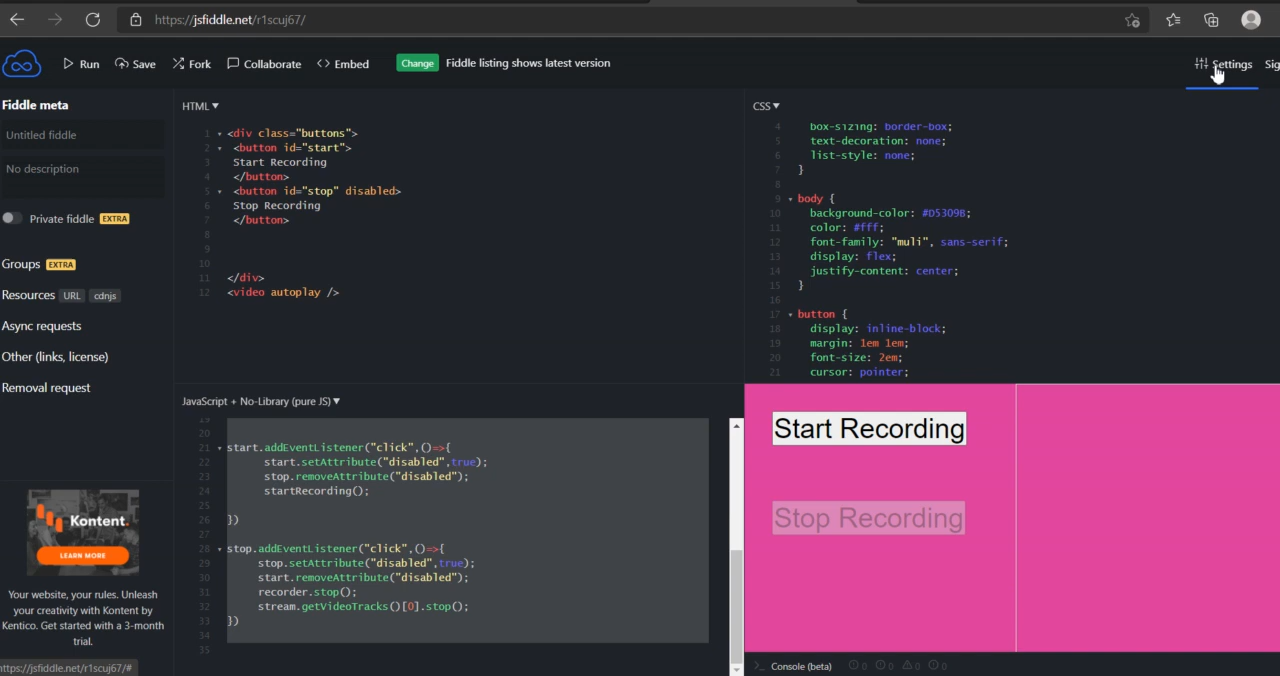 https://jsfiddle.net/r1scuj67/
Run Save Fork Collaborate <> Embed Change Fiddle listing shows latest version Settings Sig
Fiddle meta
Untitled fiddle
No description
Private fiddle EXTRA
Groups EXTRA
Resources URL cdnjs
Async requests
Other (links, license)
Removal request
Kontent.
LEARN MORE
Your website, your rules. Unleash
your creativity with Kontent by
Kentico. Get started with a 3-month
trial.
https://jsfiddle.net/r1scuj67/#
HTML▼
1 <div class="buttons">
2 <button id="start">
3 Start Recording
4 </button>
5 <button id="stop" disabled>
6 Stop Recording
7 </button>
8
9
10
11 </div>
12 <video autoplay />
CSS▼
4 box-sizing: border-box;
5 text-decoration: none;
6 list-style: none;
7 }
8
9 body {
10 background-color: #D5309B;
11 color: #fff;
12 font-family: "muli", sans-serif;
13 display: flex;
14 justify-content: center;
15 }
16
17 button {
18 display: inline-block;
19 margin: 1em 1em;
20 font-size: 2em;
21 cursor: pointer;
JavaScript + No-Library (pure JS)▼
19
20
21 start.addEventListener("click",()=>{
22 start.setAttribute("disabled",true);
23 stop.removeAttribute("disabled");
24 startRecording();
25
26 })
27
28 stop.addEventListener("click",()=>{
29 stop.setAttribute("disabled",true);
30 start.removeAttribute("disabled");
31 recorder.stop();
32 stream.getVideoTracks()[0].stop();
33 })
34
35
Start Recording
Stop Recording
>_ Console (beta) 0 0 0 0